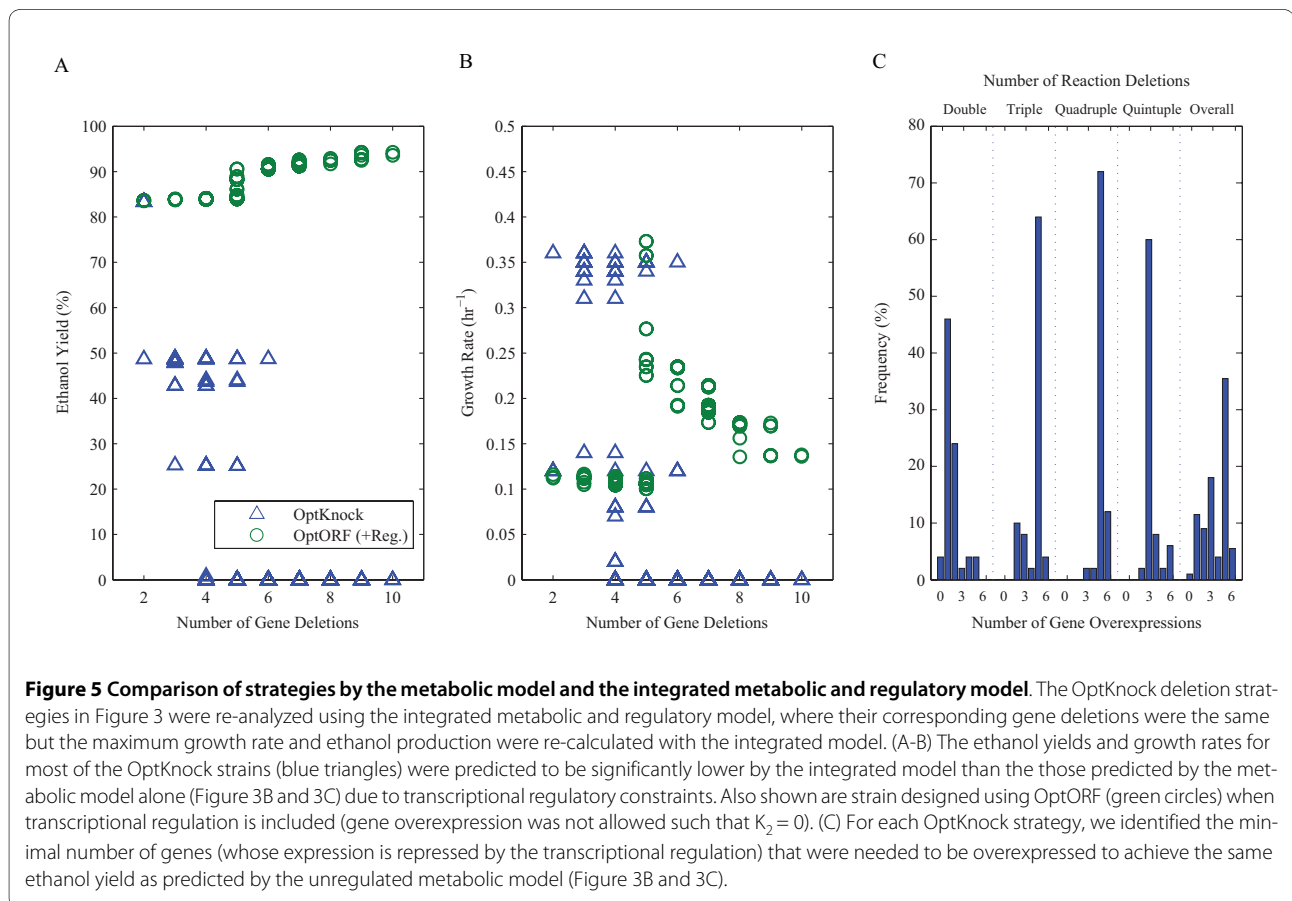 A
B
C
Number of Reaction Deletions
Double Triple Quadruple Quintuple Overall
100
90
80
70
60
50
40
30
20
10
0
Ethanol Yield (%)
2 4 6 8 10
Number of Gene Deletions
OptKnock
OptORF (+Reg.)
0.5
0.45
0.4
0.35
0.3
0.25
0.2
0.15
0.1
0.05
0
Growth Rate (hr⁻¹)
2 4 6 8 10
Number of Gene Deletions
80
70
60
50
40
30
20
10
0
Frequency (%)
0 3 6 0 3 6 0 3 6 0 3 6 0 3 6
Number of Gene Overexpressions
Figure 5 Comparison of strategies by the metabolic model and the integrated metabolic and regulatory model. The OptKnock deletion strat-
egies in Figure 3 were re-analyzed using the integrated metabolic and regulatory model, where their corresponding gene deletions were the same
but the maximum growth rate and ethanol production were re-calculated with the integrated model. (A-B) The ethanol yields and growth rates for
most of the OptKnock strains (blue triangles) were predicted to be significantly lower by the integrated model than the those predicted by the met-
abolic model alone (Figure 3B and 3C) due to transcriptional regulatory constraints. Also shown are strain designed using OptORF (green circles) when
transcriptional regulation is included (gene overexpression was not allowed such that K₂ = 0). (C) For each OptKnock strategy, we identified the min-
imal number of genes (whose expression is repressed by the transcriptional regulation) that were needed to be overexpressed to achieve the same
ethanol yield as predicted by the unregulated metabolic model (Figure 3B and 3C).